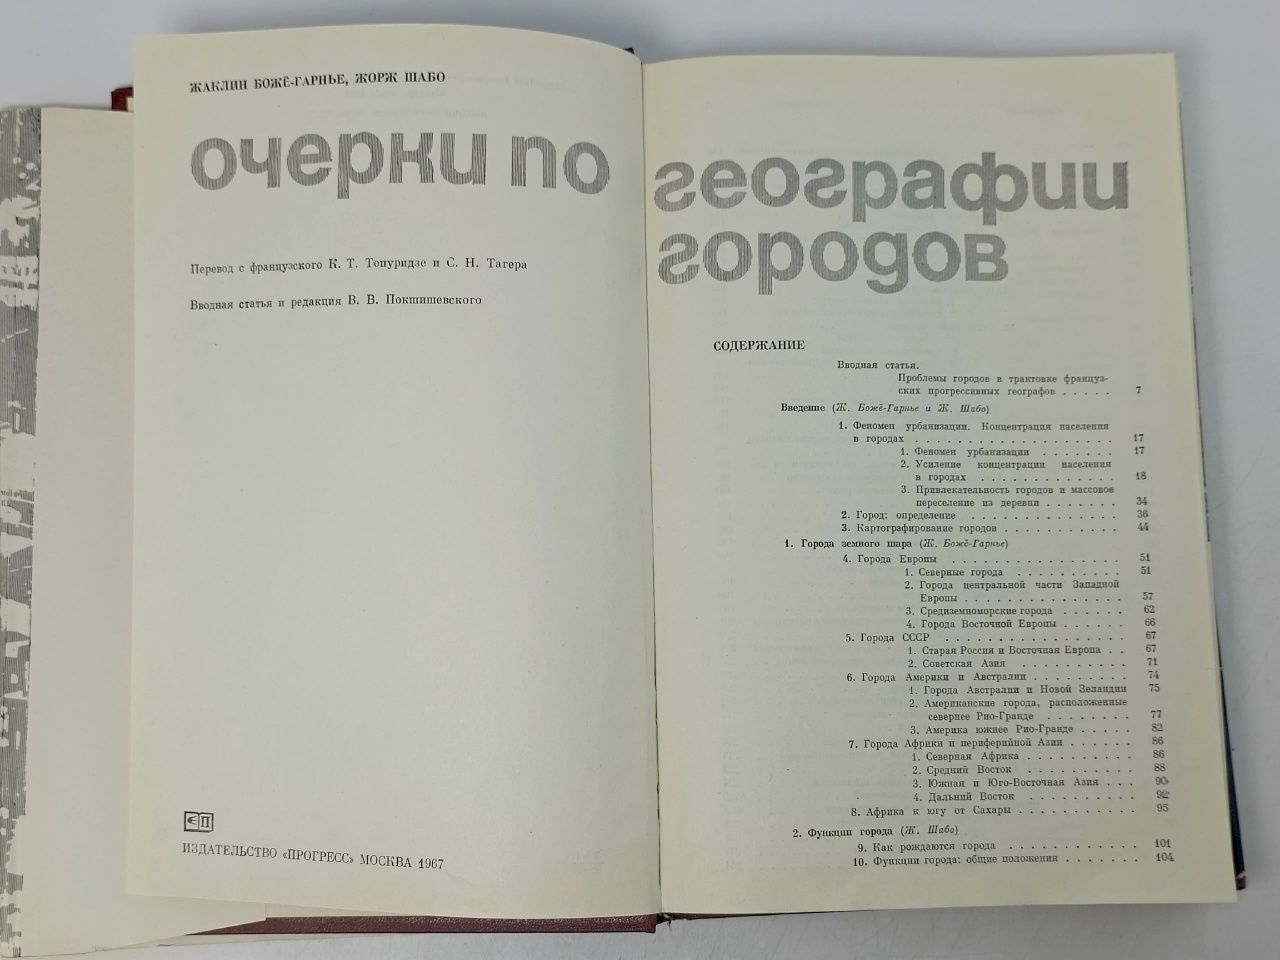 ЖАКЛИН БОЖЁ-ГАРНЬЕ, ЖОРЖ ШАБО
очерки по
Перевод с французского К. Т. Топуридзе и С. Н. Тагера
Вводная статья и редакция В. В. Покшишевского
ИЗДАТЕЛЬСТВО «ПРОГРЕСС» МОСКВА 1967
географии
городов
СОДЕРЖАНИЕ
Вводная статья.
Проблемы городов в трактовке француз-
ских прогрессивных географов . . . . . 7
Введение (Ж. Божё-Гарнье и Ж. Шабо)
1. Феномен урбанизации. Концентрация населения
в городах . . . . . . . . . . . . . . . . . . . 17
1. Феномен урбанизации . . . . . . . 17
2. Усиление концентрации населения
в городах . . . . . . . . . . . . . 18
3. Привлекательность городов и массовое
переселение из деревни . . . . . . . 34
2. Город: определение . . . . . . . . . . . . . . 36
3. Картографирование городов . . . . . . . . . . . 44
1. Города земного шара (Ж. Божё-Гарнье)
4. Города Европы . . . . . . . . . . . . . . . . 51
1. Северные города . . . . . . . . . . 51
2. Города центральной части Западной
Европы . . . . . . . . . . . . . . . 57
3. Средиземноморские города . . . . . . 62
4. Города Восточной Европы . . . . . . 66
5. Города СССР . . . . . . . . . . . . . . . . . 67
1. Старая Россия и Восточная Европа . . 67
2. Советская Азия . . . . . . . . . . 71
6. Города Америки и Австралии . . . . . . . . . 74
1. Города Австралии и Новой Зеландии 75
2. Американские города, расположенные
севернее Рио-Гранде . . . . . . . . 77
3. Америка южнее Рио-Гранде . . . . . 82
7. Города Африки и периферийной Азии . . . . . . 86
1. Северная Африка . . . . . . . . . . 86
2. Средний Восток . . . . . . . . . . 88
3. Южная и Юго-Восточная Азия . . . 90
4. Дальний Восток . . . . . . . . . . 92
8. Африка к югу от Сахары . . . . . . . . . . . 95
2. Функции города (Ж. Шабо)
9. Как рождаются города . . . . . . . . . . . . 101
10. Функции города: общие положения . . . . . . . 104